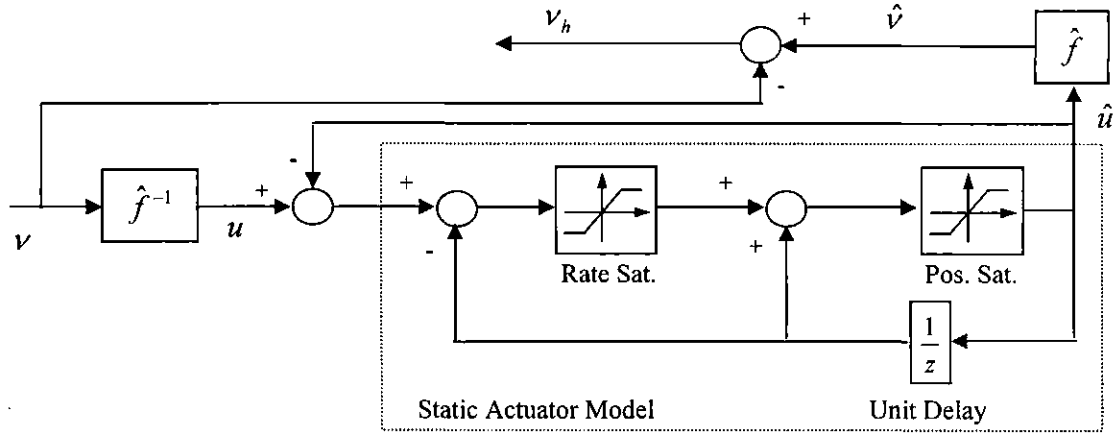 ν_h
+
ν̂
f̂
-
û
-
ν
f̂⁻¹
u
+
+
-
Rate Sat.
+
+
Pos. Sat.
1
z
Static Actuator Model
Unit Delay